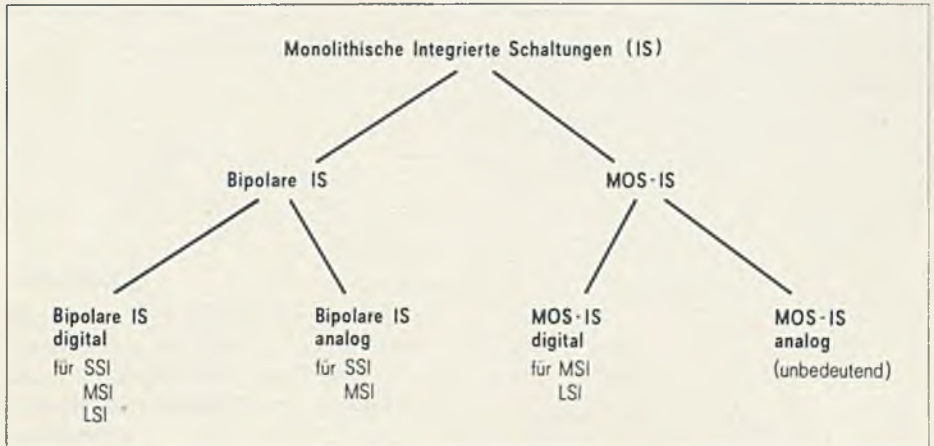 Monolithische Integrierte Schaltungen (IS)
Bipolare IS
MOS-IS
Bipolare IS
digital
für SSI
MSI
LSI
Bipolare IS
analog
für SSI
MSI
MOS-IS
digital
für MSI
LSI
MOS-IS
analog
(unbedeutend)